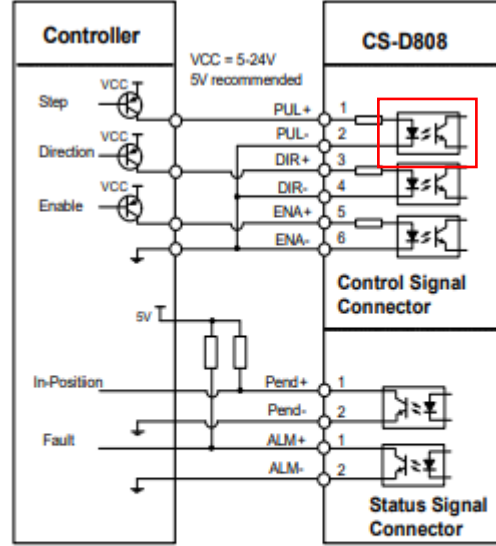 Controller
CS-D808
VCC = 5-24V
5V recommended
VCC
Step
PUL+ 1
PUL- 2
VCC
Direction
DIR+ 3
DIR- 4
VCC
Enable
ENA+ 5
ENA- 6
Control Signal
Connector
5V
In-Position
Pend+ 1
Pend- 2
Fault
ALM+ 1
ALM- 2
Status Signal
Connector